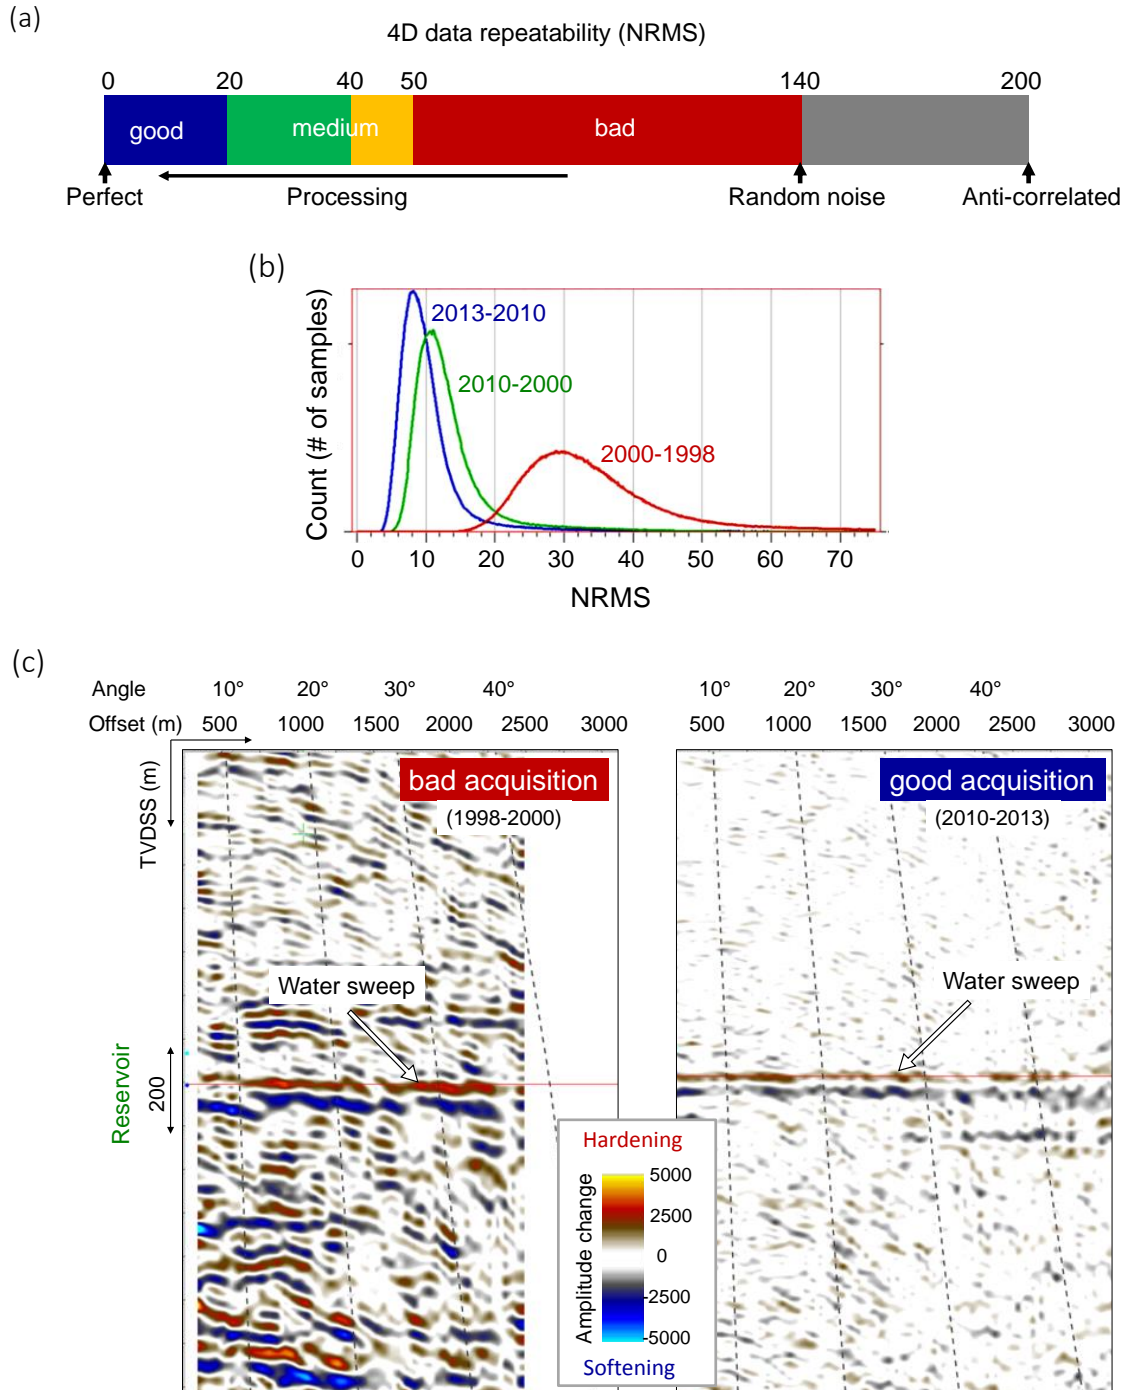 (a)
4D data repeatability (NRMS)
0 20 40 50 140 200
good medium bad
Perfect Processing Random noise Anti-correlated
(b)
Count (# of samples)
2013-2010
2010-2000
2000-1998
0 10 20 30 40 50 60 70
NRMS
(c)
Angle 10° 20° 30° 40°
Offset (m) 500 1000 1500 2000 2500 3000
10° 20° 30° 40°
500 1000 1500 2000 2500 3000
TVDSS (m)
bad acquisition
(1998-2000)
good acquisition
(2010-2013)
Water sweep
Water sweep
Reservoir
200
Hardening
Amplitude change
5000
2500
0
-2500
-5000
Softening